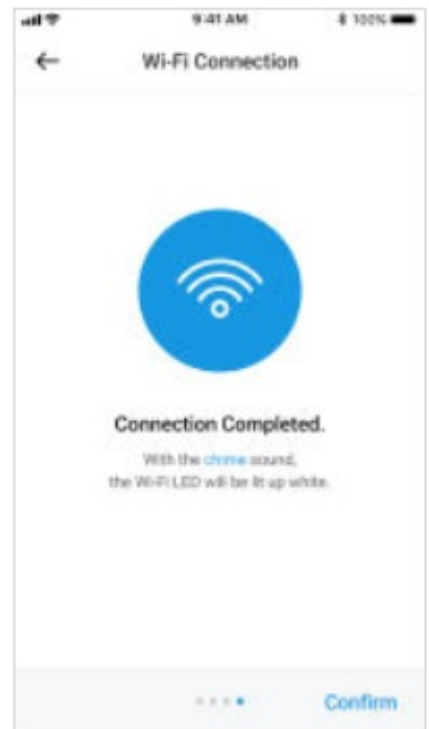 9:41 AM
100%
Wi-Fi Connection
Connection Completed.
With the chime sound,
the Wi-Fi LED will be lit up white.
Confirm